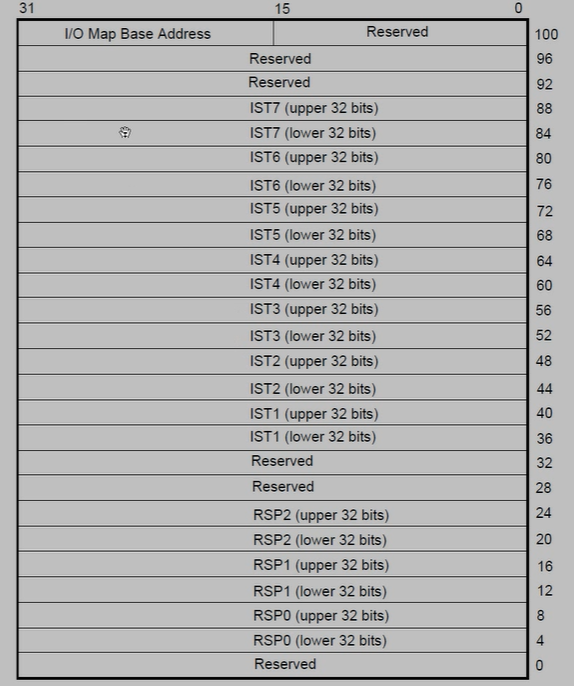 31 15 0
I/O Map Base Address Reserved 100
Reserved 96
Reserved 92
IST7 (upper 32 bits) 88
IST7 (lower 32 bits) 84
IST6 (upper 32 bits) 80
IST6 (lower 32 bits) 76
IST5 (upper 32 bits) 72
IST5 (lower 32 bits) 68
IST4 (upper 32 bits) 64
IST4 (lower 32 bits) 60
IST3 (upper 32 bits) 56
IST3 (lower 32 bits) 52
IST2 (upper 32 bits) 48
IST2 (lower 32 bits) 44
IST1 (upper 32 bits) 40
IST1 (lower 32 bits) 36
Reserved 32
Reserved 28
RSP2 (upper 32 bits) 24
RSP2 (lower 32 bits) 20
RSP1 (upper 32 bits) 16
RSP1 (lower 32 bits) 12
RSP0 (upper 32 bits) 8
RSP0 (lower 32 bits) 4
Reserved 0